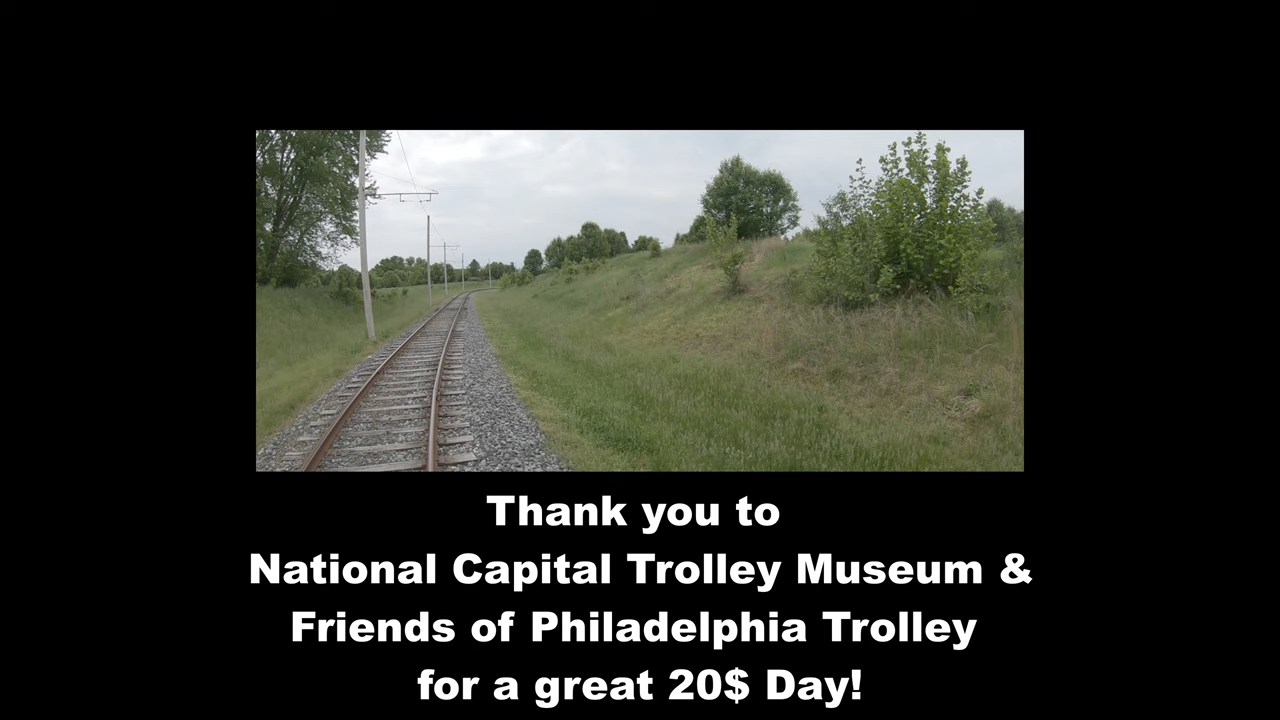 Thank you to
National Capital Trolley Museum &
Friends of Philadelphia Trolley
for a great 20$ Day!